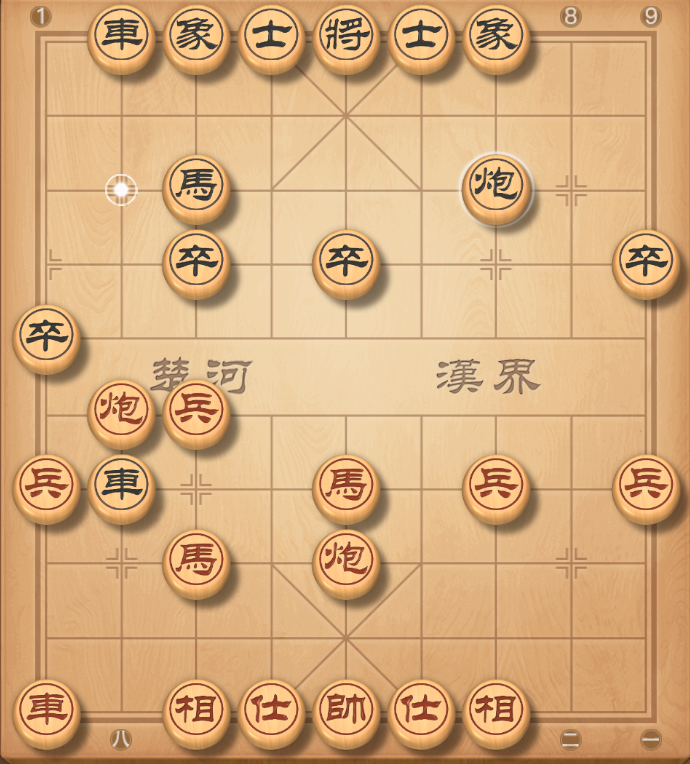 1 車 象 士 將 士 象 8 9
馬 炮
卒 卒 卒
卒
楚河 漢界
炮 兵
兵 車 馬 兵 兵
馬 炮
車 相 仕 帥 仕 相
八 二 一